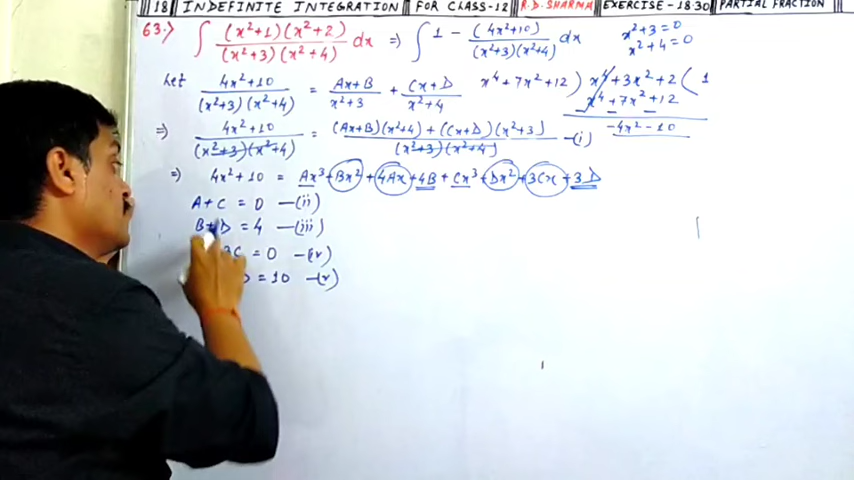 18 INDEFINITE INTEGRATION FOR CLASS-12 R.D. SHARMA EXERCISE-18.30 PARTIAL FRACTION
63.) ∫ (x²+1)(x²+2)/(x²+3)(x²+4) dx ⇒ ∫ 1 - (4x²+10)/(x²+3)(x²+4) dx
x²+3=0
x²+4=0
Let 4x²+10/(x²+3)(x²+4) = Ax+B/x²+3 + Cx+D/x²+4
x⁴+7x²+12) x⁴+3x²+2 (1
x⁴+7x²+12
-4x²-10
⇒ 4x²+10/(x²+3)(x²+4) = (Ax+B)(x²+4)+(Cx+D)(x²+3)/(x²+3)(x²+4) —(i)
⇒ 4x²+10 = Ax³+Bx²+4Ax+4B+Cx³+Dx²+3Cx+3D
A+C = 0 —(ii)
B+D = 4 —(iii)
3C = 0
= 10 —(v)